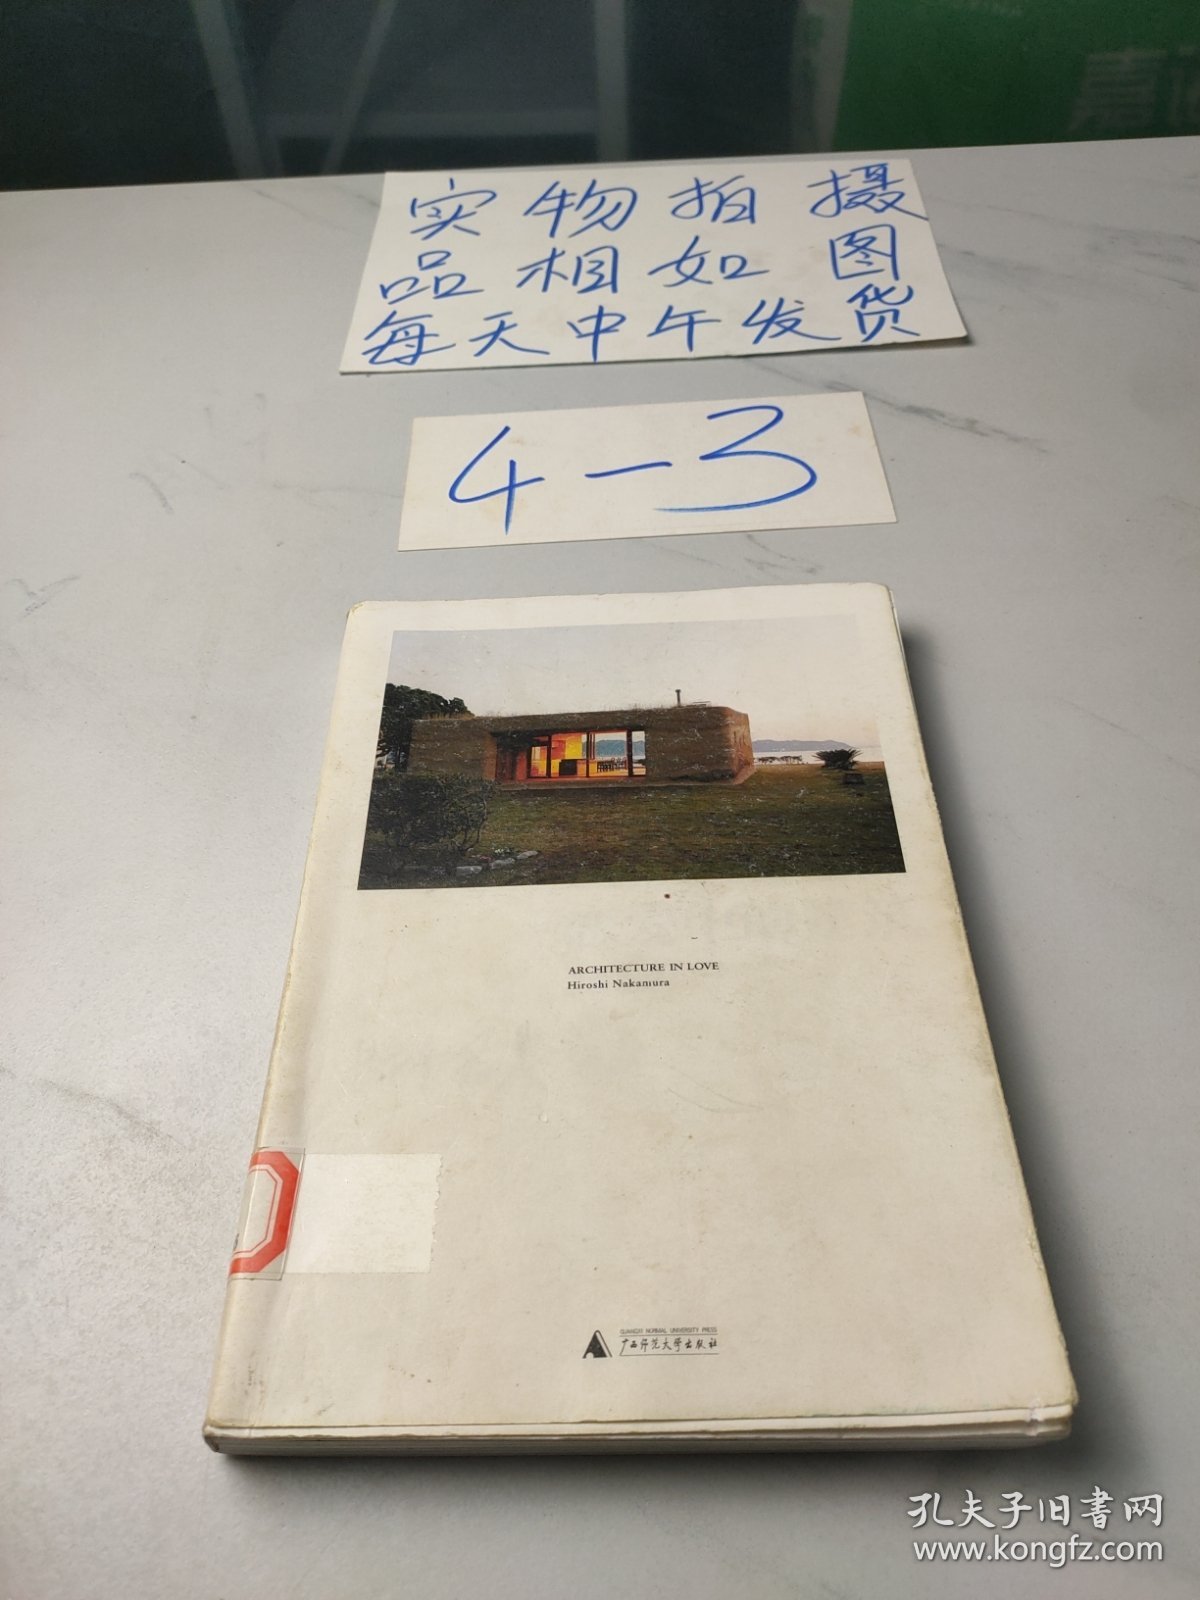 实物拍摄
品相如图
每天中午发货
4-3
ARCHITECTURE IN LOVE
Hiroshi Nakamura
GUANGXI NORMAL UNIVERSITY PRESS
广西师范大学出版社
孔夫子旧书网
www.kongfz.com